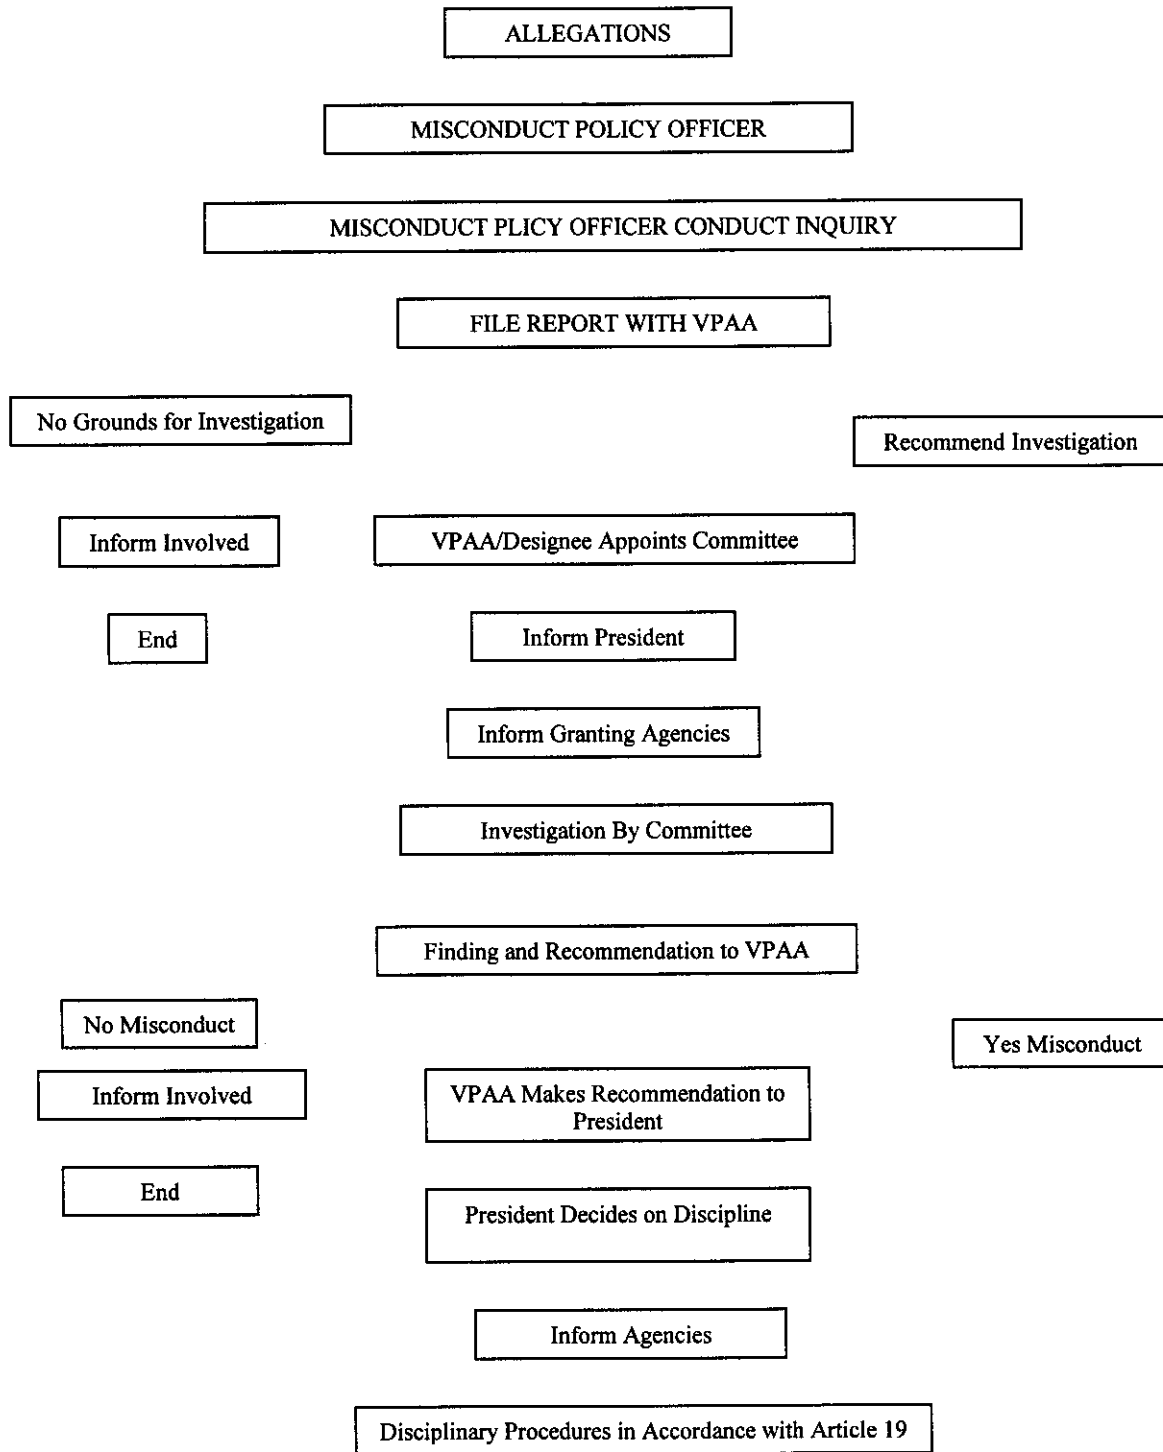 ALLEGATIONS
MISCONDUCT POLICY OFFICER
MISCONDUCT PLICY OFFICER CONDUCT INQUIRY
FILE REPORT WITH VPAA
No Grounds for Investigation
Recommend Investigation
Inform Involved
VPAA/Designee Appoints Committee
End
Inform President
Inform Granting Agencies
Investigation By Committee
Finding and Recommendation to VPAA
No Misconduct
Yes Misconduct
Inform Involved
VPAA Makes Recommendation to
President
End
President Decides on Discipline
Inform Agencies
Disciplinary Procedures in Accordance with Article 19